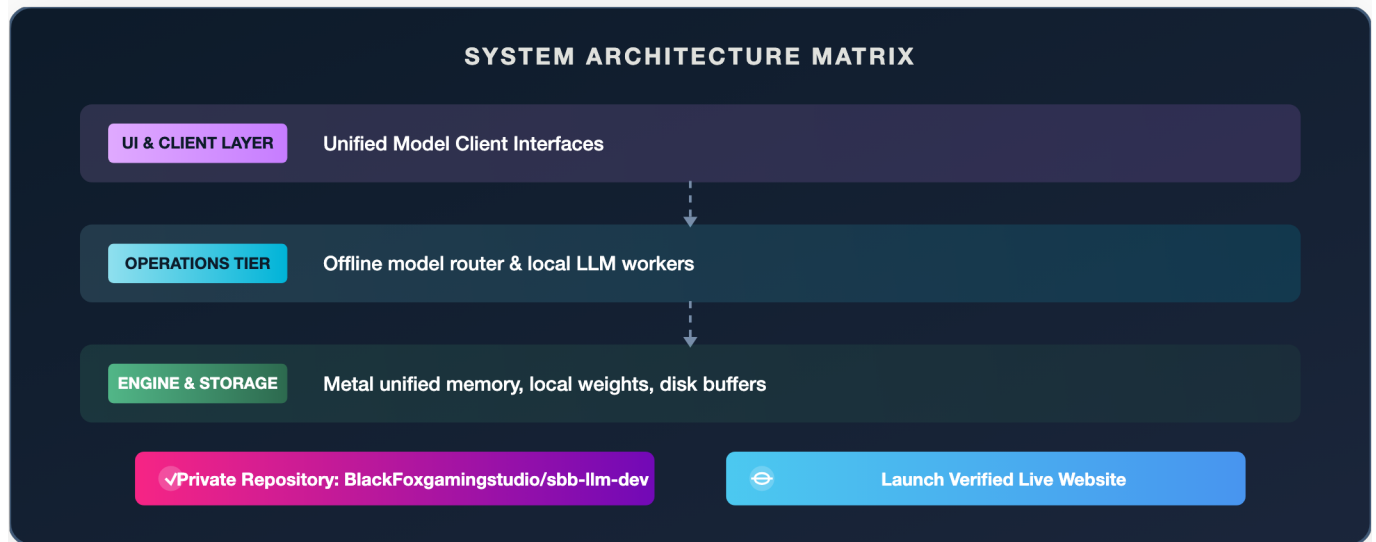 SYSTEM ARCHITECTURE MATRIX
UI & CLIENT LAYER
Unified Model Client Interfaces
OPERATIONS TIER
Offline model router & local LLM workers
ENGINE & STORAGE
Metal unified memory, local weights, disk buffers
Private Repository: BlackFoxgamingstudio/sbb-llm-dev
Launch Verified Live Website